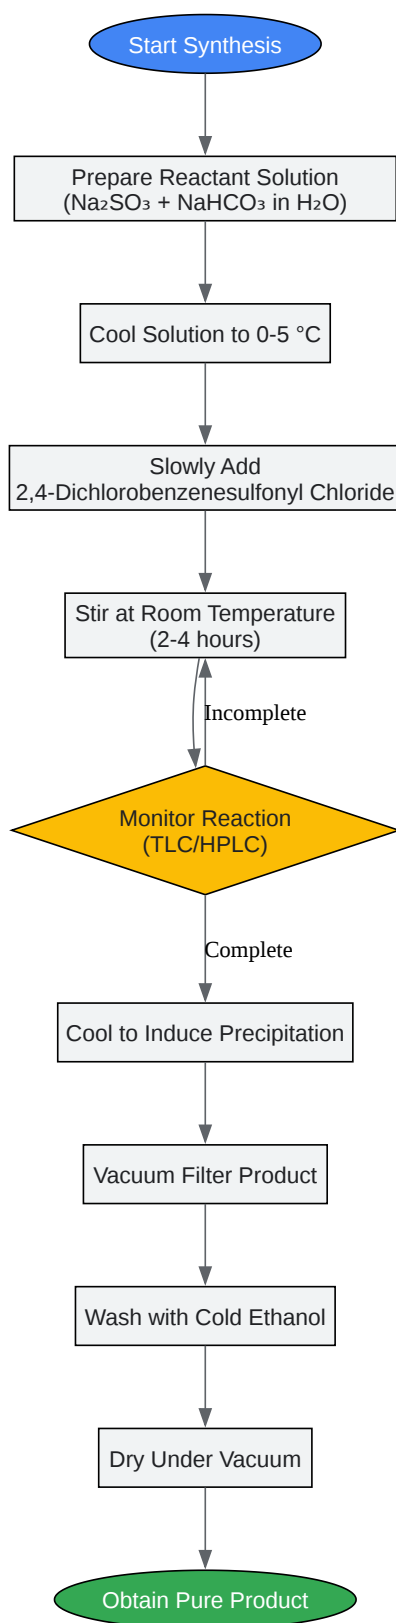 Start Synthesis
Prepare Reactant Solution
(Na₂SO₃ + NaHCO₃ in H₂O)
Cool Solution to 0-5 °C
Slowly Add
2,4-Dichlorobenzenesulfonyl Chloride
Stir at Room Temperature
(2-4 hours)
Incomplete
Monitor Reaction
(TLC/HPLC)
Complete
Cool to Induce Precipitation
Vacuum Filter Product
Wash with Cold Ethanol
Dry Under Vacuum
Obtain Pure Product